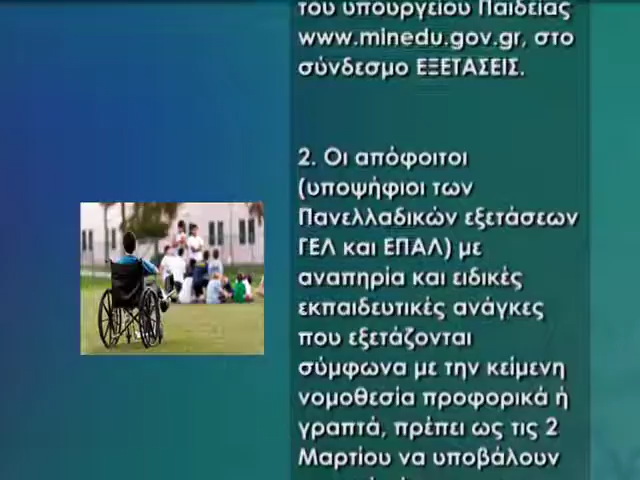 του υπουργείου Παιδείας
www.minedu.gov.gr, στο
σύνδεσμο ΕΞΕΤΑΣΕΙΣ.
2. Οι απόφοιτοι
(υποψήφιοι των
Πανελλαδικών εξετάσεων
ΓΕΛ και ΕΠΑΛ) με
αναπηρία και ειδικές
εκπαιδευτικές ανάγκες
που εξετάζονται
σύμφωνα με την κείμενη
νομοθεσία προφορικά ή
γραπτά, πρέπει ως τις 2
Μαρτίου να υποβάλουν